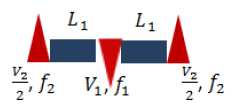 L₁ L₁
V₂/2, f₂ V₁, f₁ V₂/2, f₂